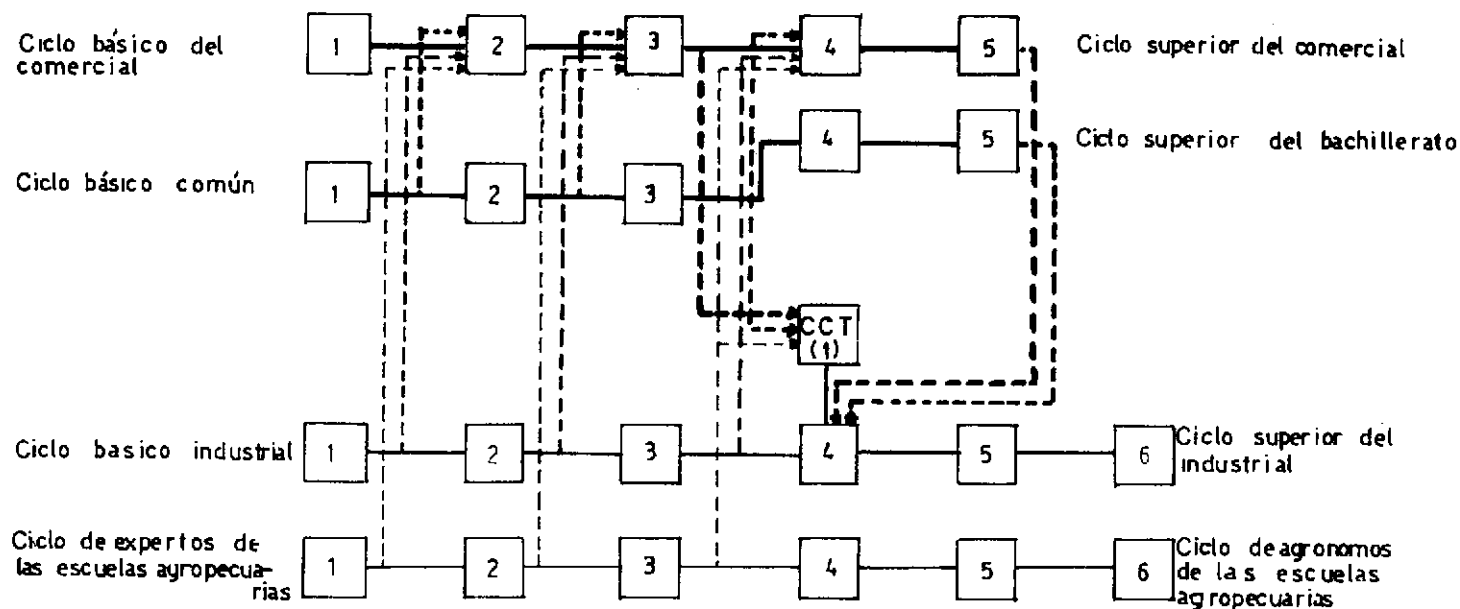 Ciclo básico del
comercial
1
2
3
4
5
Ciclo superior del comercial
Ciclo básico común
1
2
3
4
5
Ciclo superior del bachillerato
CCT
(1)
Ciclo basico industrial
1
2
3
4
5
6
Ciclo superior del
industrial
Ciclo de expertos de
las escuelas agropecua-
rias
1
2
3
4
5
6
Ciclo de agronomos
de las escuelas
agropecuarias